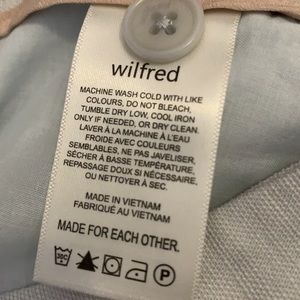 wilfred
MACHINE WASH COLD WITH LIKE
COLOURS, DO NOT BLEACH,
TUMBLE DRY LOW, COOL IRON
ONLY IF NEEDED, OR DRY CLEAN.
LAVER À LA MACHINE À L'EAU
FROIDE AVEC COULEURS
SEMBLABLES, NE PAS JAVELISER,
SÉCHER À BASSE TEMPÉRATURE,
REPASSAGE DOUX SI NÉCESSAIRE,
OU NETTOYER À SEC.
MADE IN VIETNAM
FABRIQUÉ AU VIETNAM
MADE FOR EACH OTHER.
30C
P